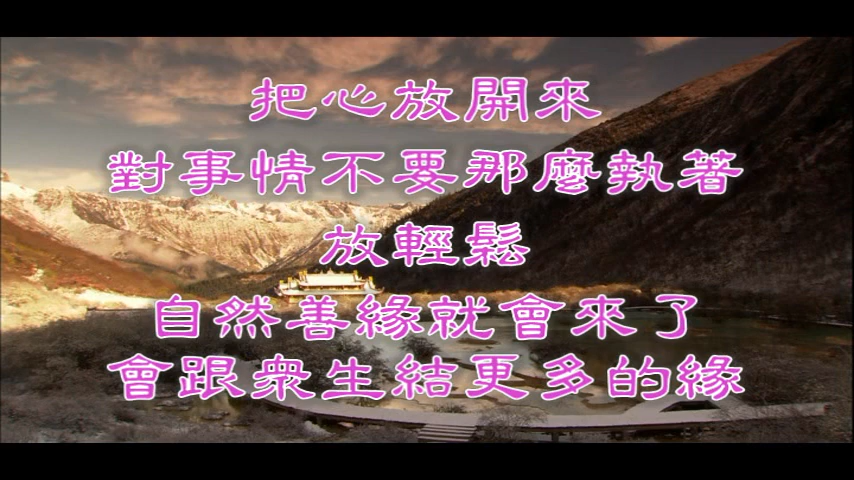 把心放開來
對事情不要那麼執著
放輕鬆
自然善緣就會來了
會跟眾生結更多的緣